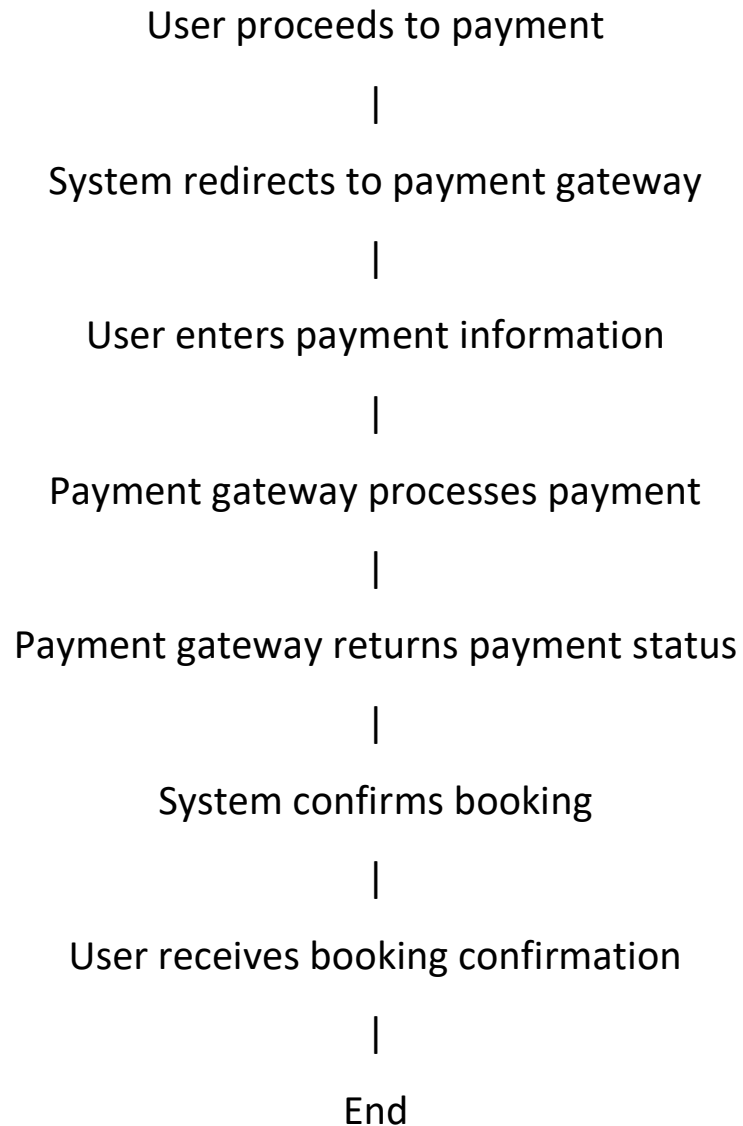 User proceeds to payment
|
System redirects to payment gateway
|
User enters payment information
|
Payment gateway processes payment
|
Payment gateway returns payment status
|
System confirms booking
|
User receives booking confirmation
|
End